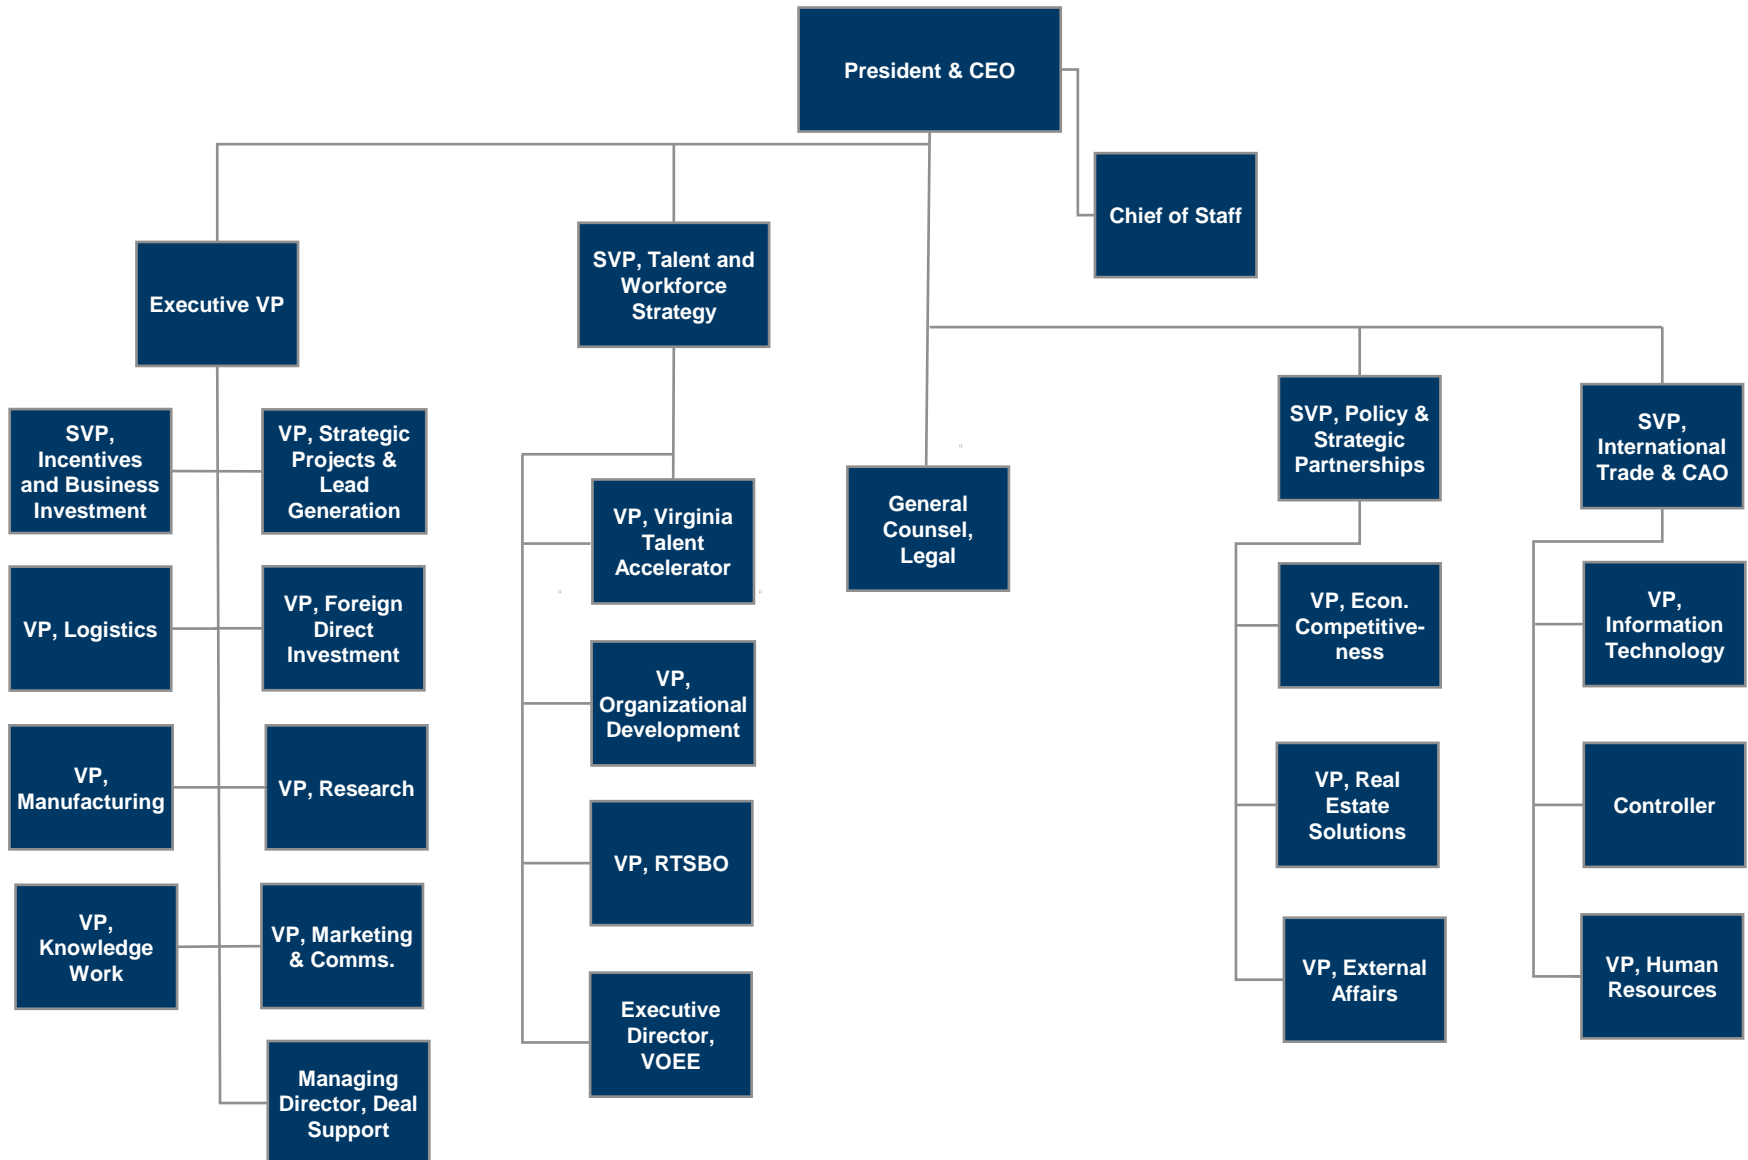 President & CEO
Chief of Staff
Executive VP
SVP, Talent and
Workforce
Strategy
SVP,
Incentives
and Business
Investment
VP, Strategic
Projects &
Lead
Generation
VP, Logistics
VP, Foreign
Direct
Investment
VP,
Manufacturing
VP, Research
VP,
Knowledge
Work
VP, Marketing
& Comms.
Managing
Director, Deal
Support
VP, Virginia
Talent
Accelerator
VP,
Organizational
Development
VP, RTSBO
Executive
Director,
VOEE
General
Counsel,
Legal
SVP, Policy &
Strategic
Partnerships
VP, Econ.
Competitive-
ness
VP, Real
Estate
Solutions
VP, External
Affairs
SVP,
International
Trade & CAO
VP,
Information
Technology
Controller
VP, Human
Resources